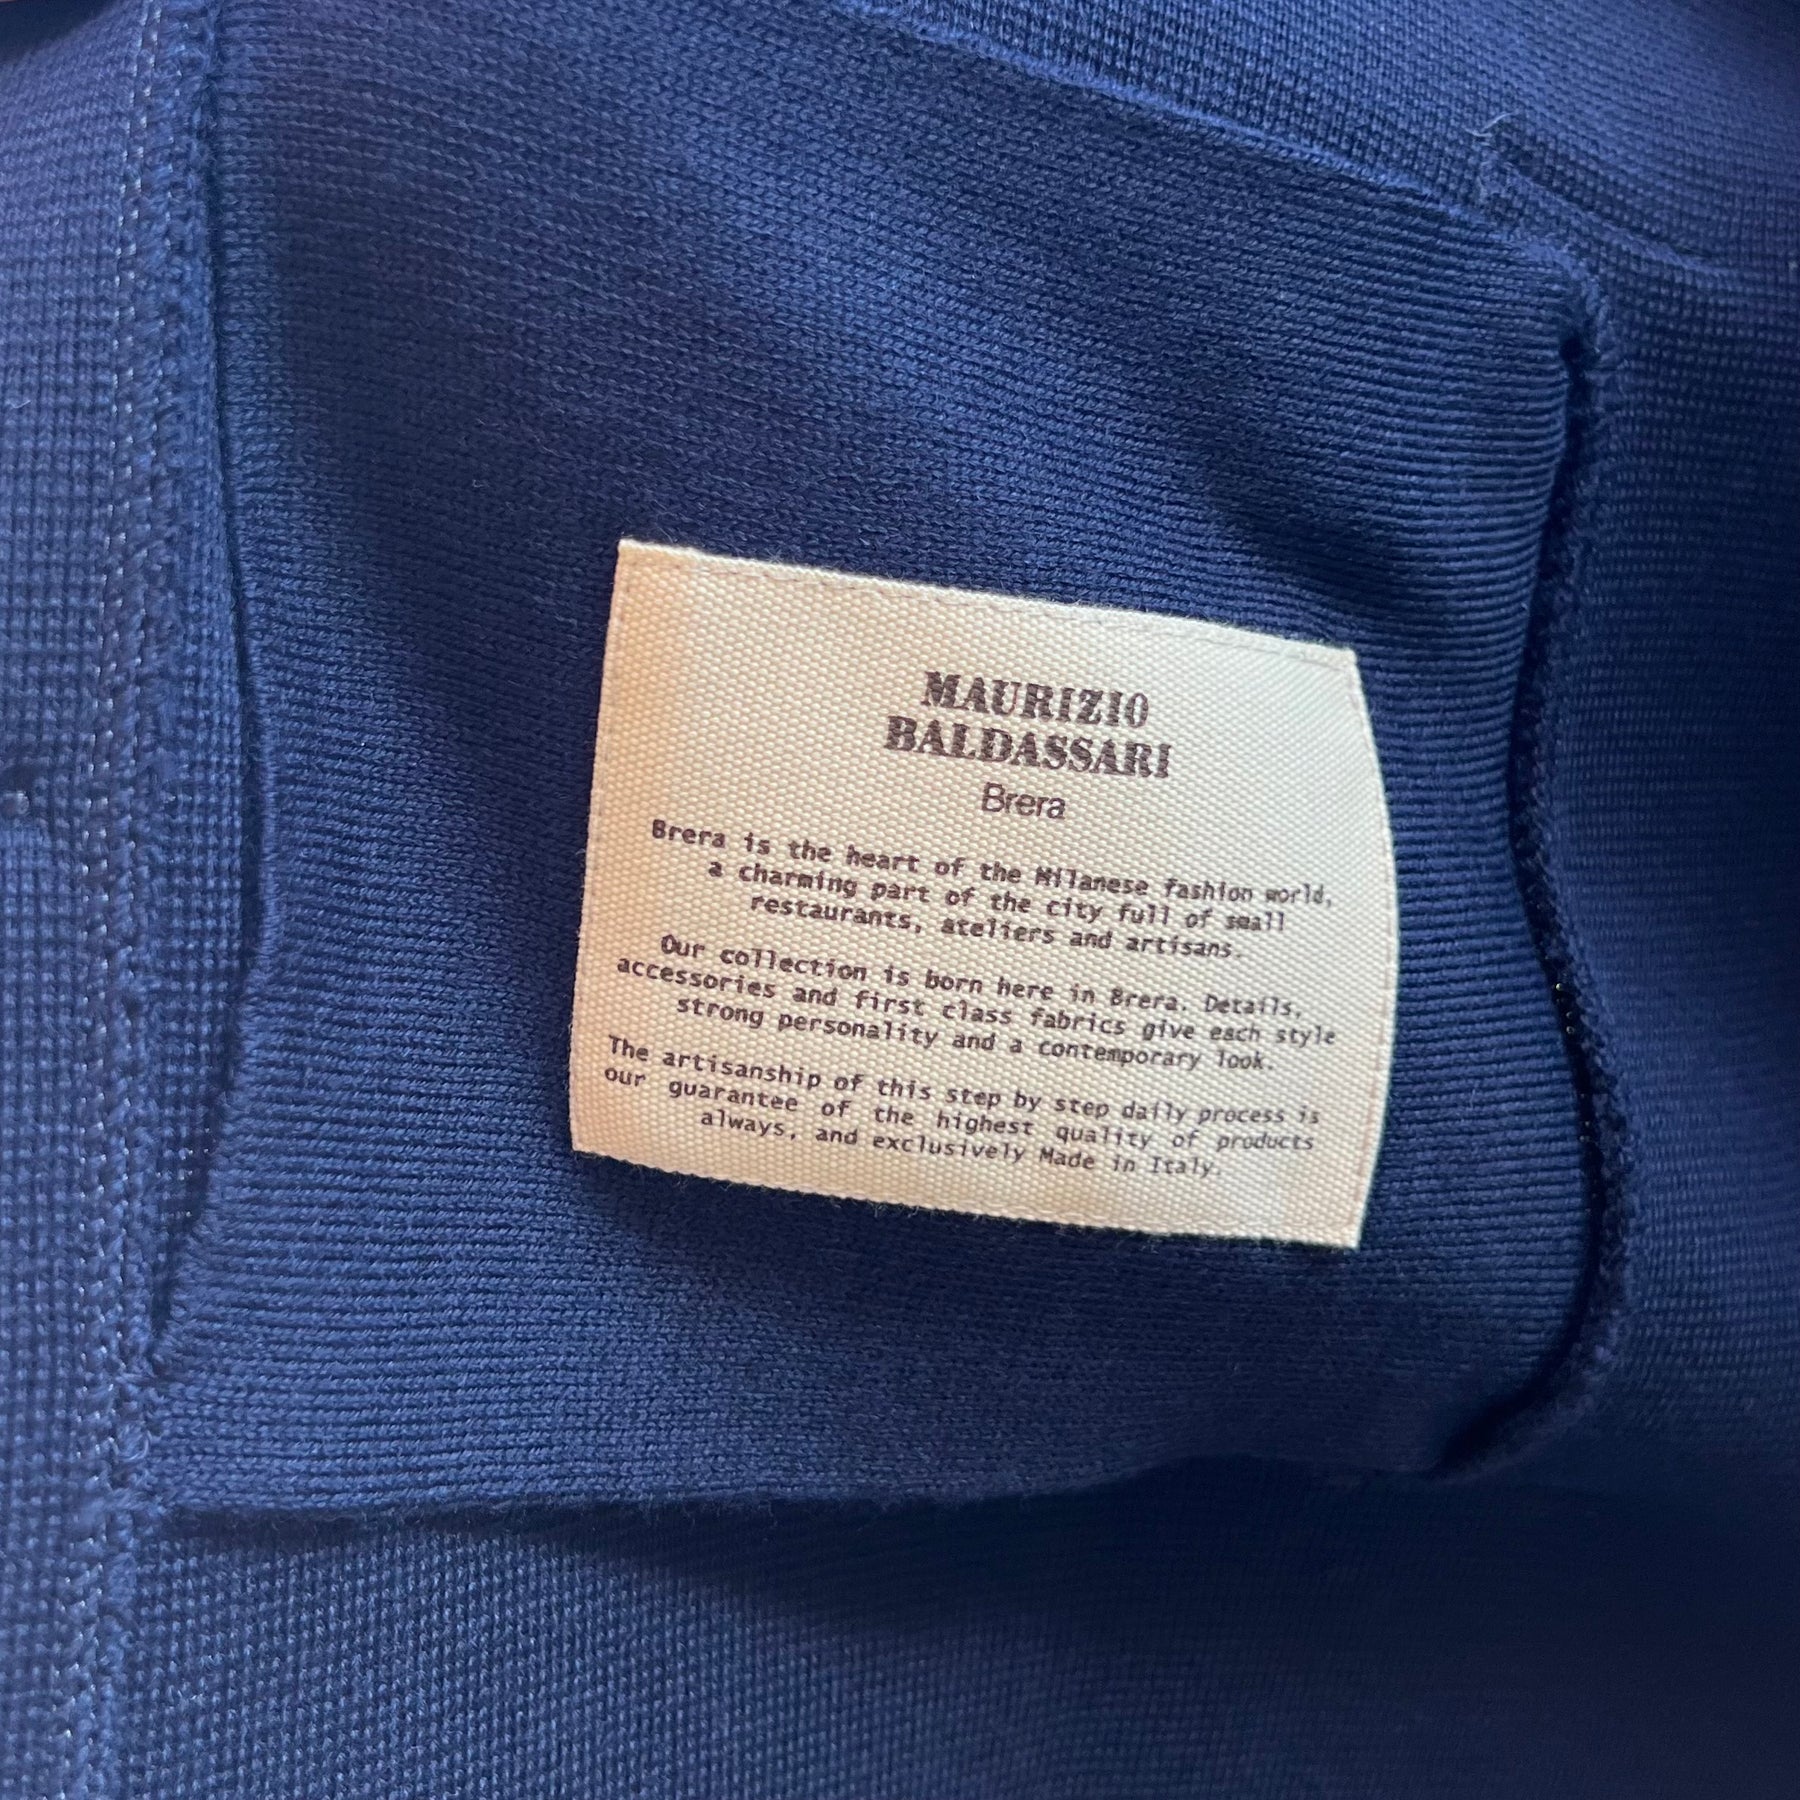 MAURIZIO
BALDASSARI
Brera
Brera is the heart of the Milanese fashion world,
a charming part of the city full of small
restaurants, ateliers and artisans.
Our collection is born here in Brera. Details,
accessories and first class fabrics give each style
strong personality and a contemporary look.
The artisanship of this step by step daily process is
our guarantee of the highest quality of products
always, and exclusively Made in Italy.